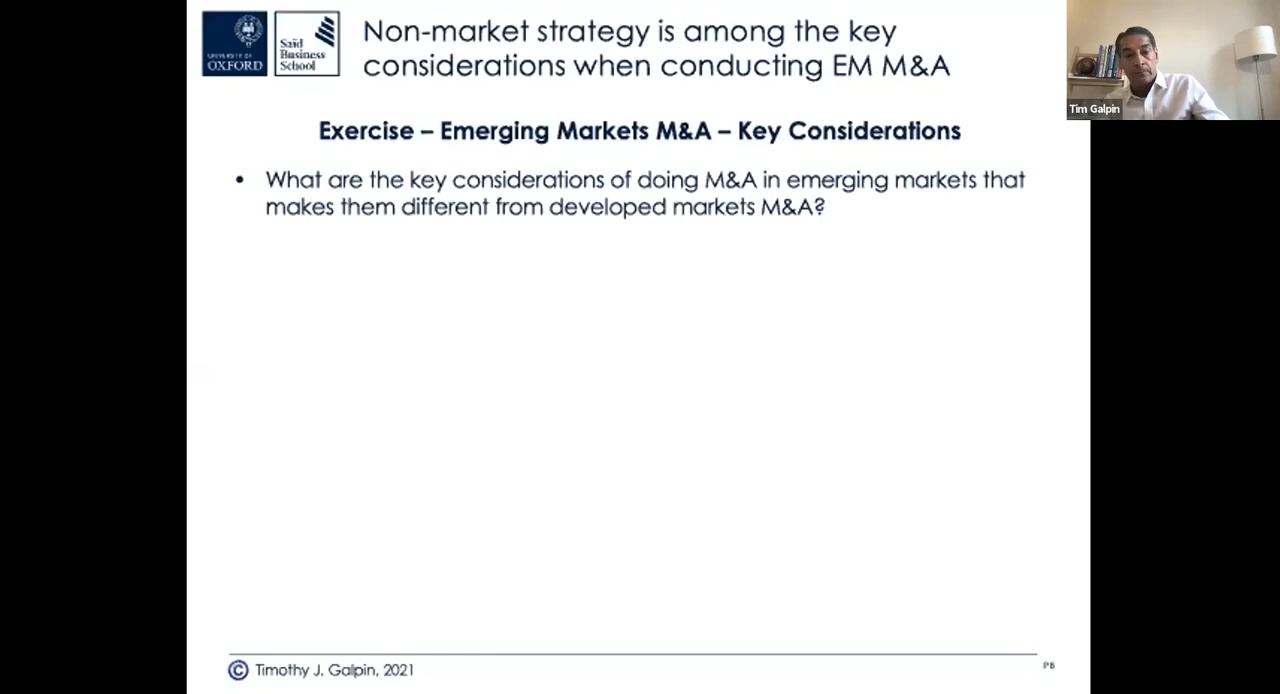 UNIVERSITY OF
OXFORD
Saïd
Business
School
Non-market strategy is among the key
considerations when conducting EM M&A
Tim Galpin
Exercise – Emerging Markets M&A – Key Considerations
• What are the key considerations of doing M&A in emerging markets that
makes them different from developed markets M&A?
© Timothy J. Galpin, 2021